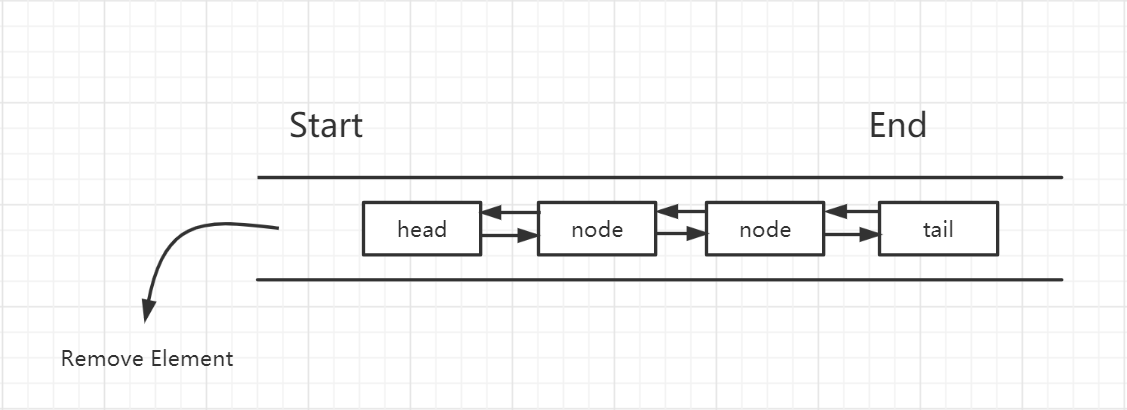 Start
End
head
node
node
tail
Remove Element